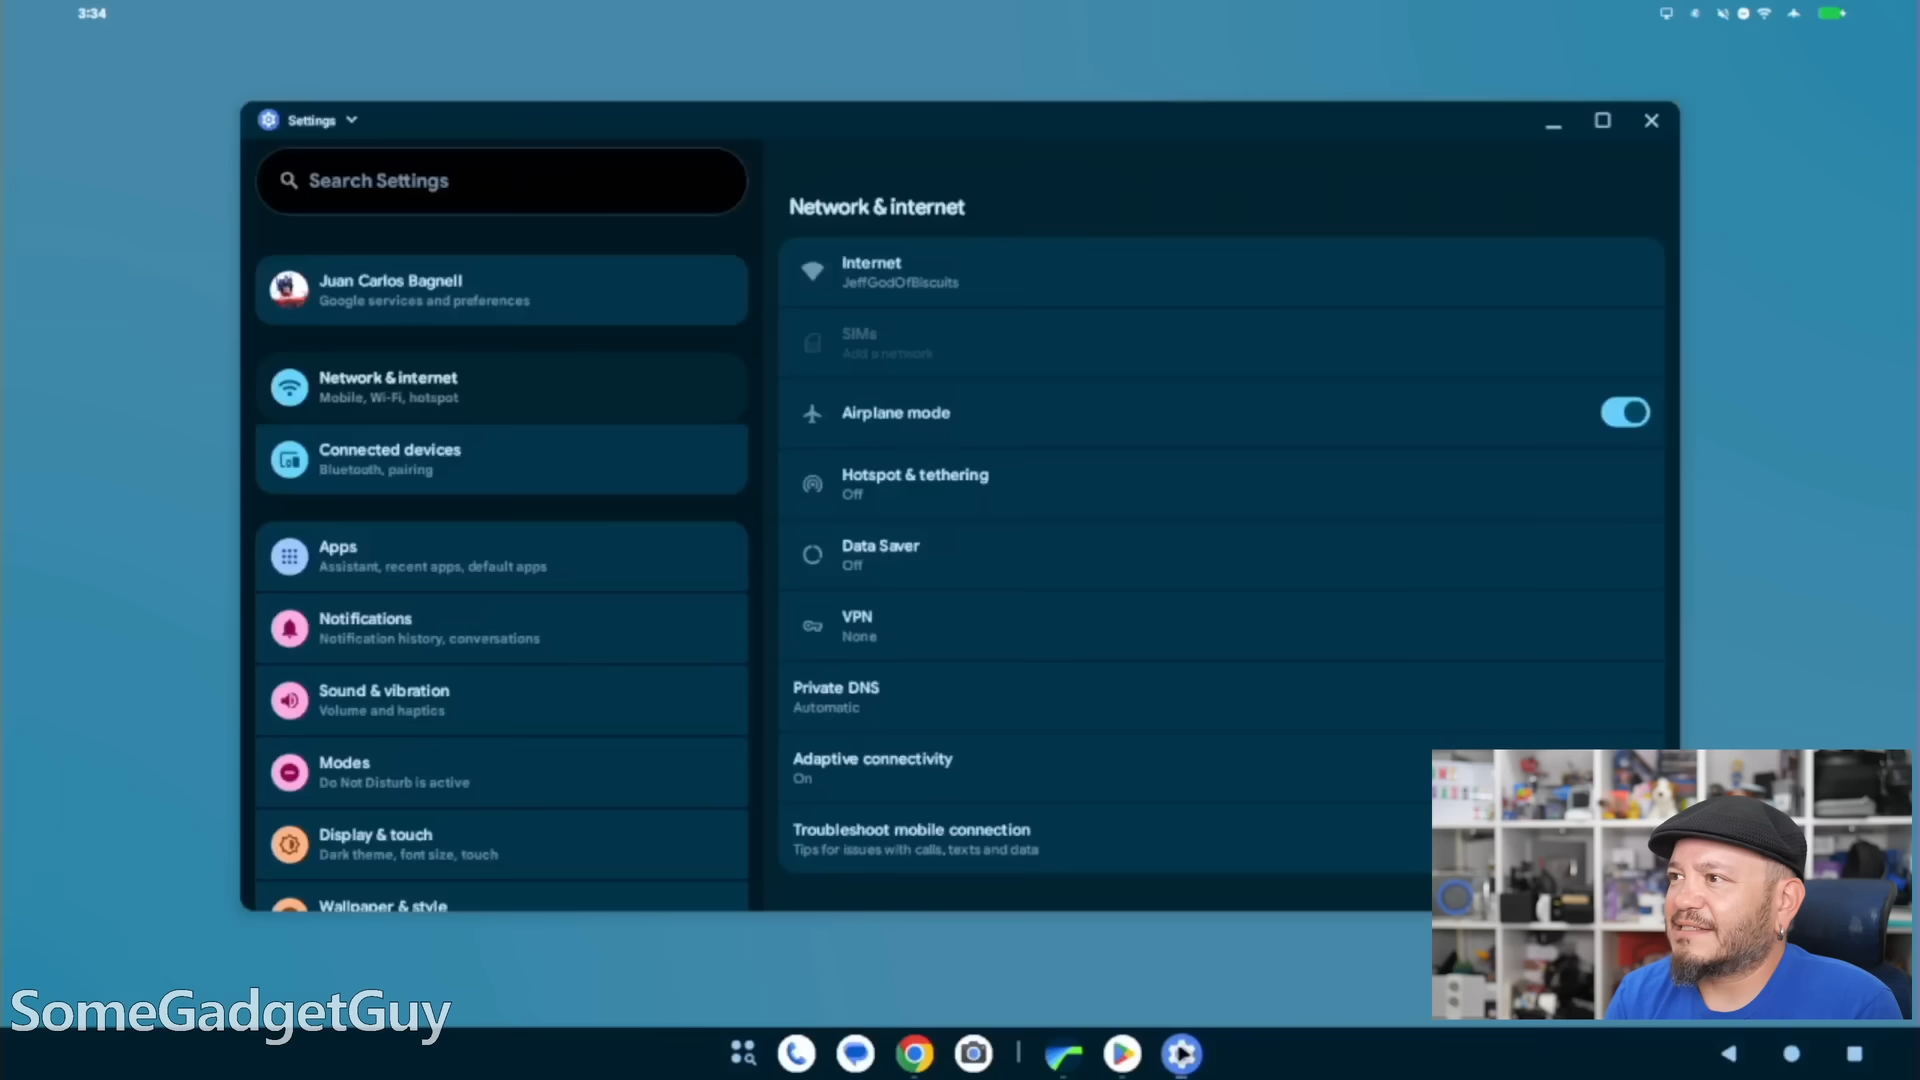 3:34
Settings
Search Settings
Juan Carlos Bagnell
Google services and preferences
Network & internet
Mobile, Wi-Fi, hotspot
Connected devices
Bluetooth, pairing
Apps
Assistant, recent apps, default apps
Notifications
Notification history, conversations
Sound & vibration
Volume and haptics
Modes
Do Not Disturb is active
Display & touch
Dark theme, font size, touch
Wallpaper & style
Network & internet
Internet
JeffGodOfBiscuits
SIMs
Add a network
Airplane mode
Hotspot & tethering
Off
Data Saver
Off
VPN
None
Private DNS
Automatic
Adaptive connectivity
On
Troubleshoot mobile connection
Tips for issues with calls, texts and data
SomeGadgetGuy